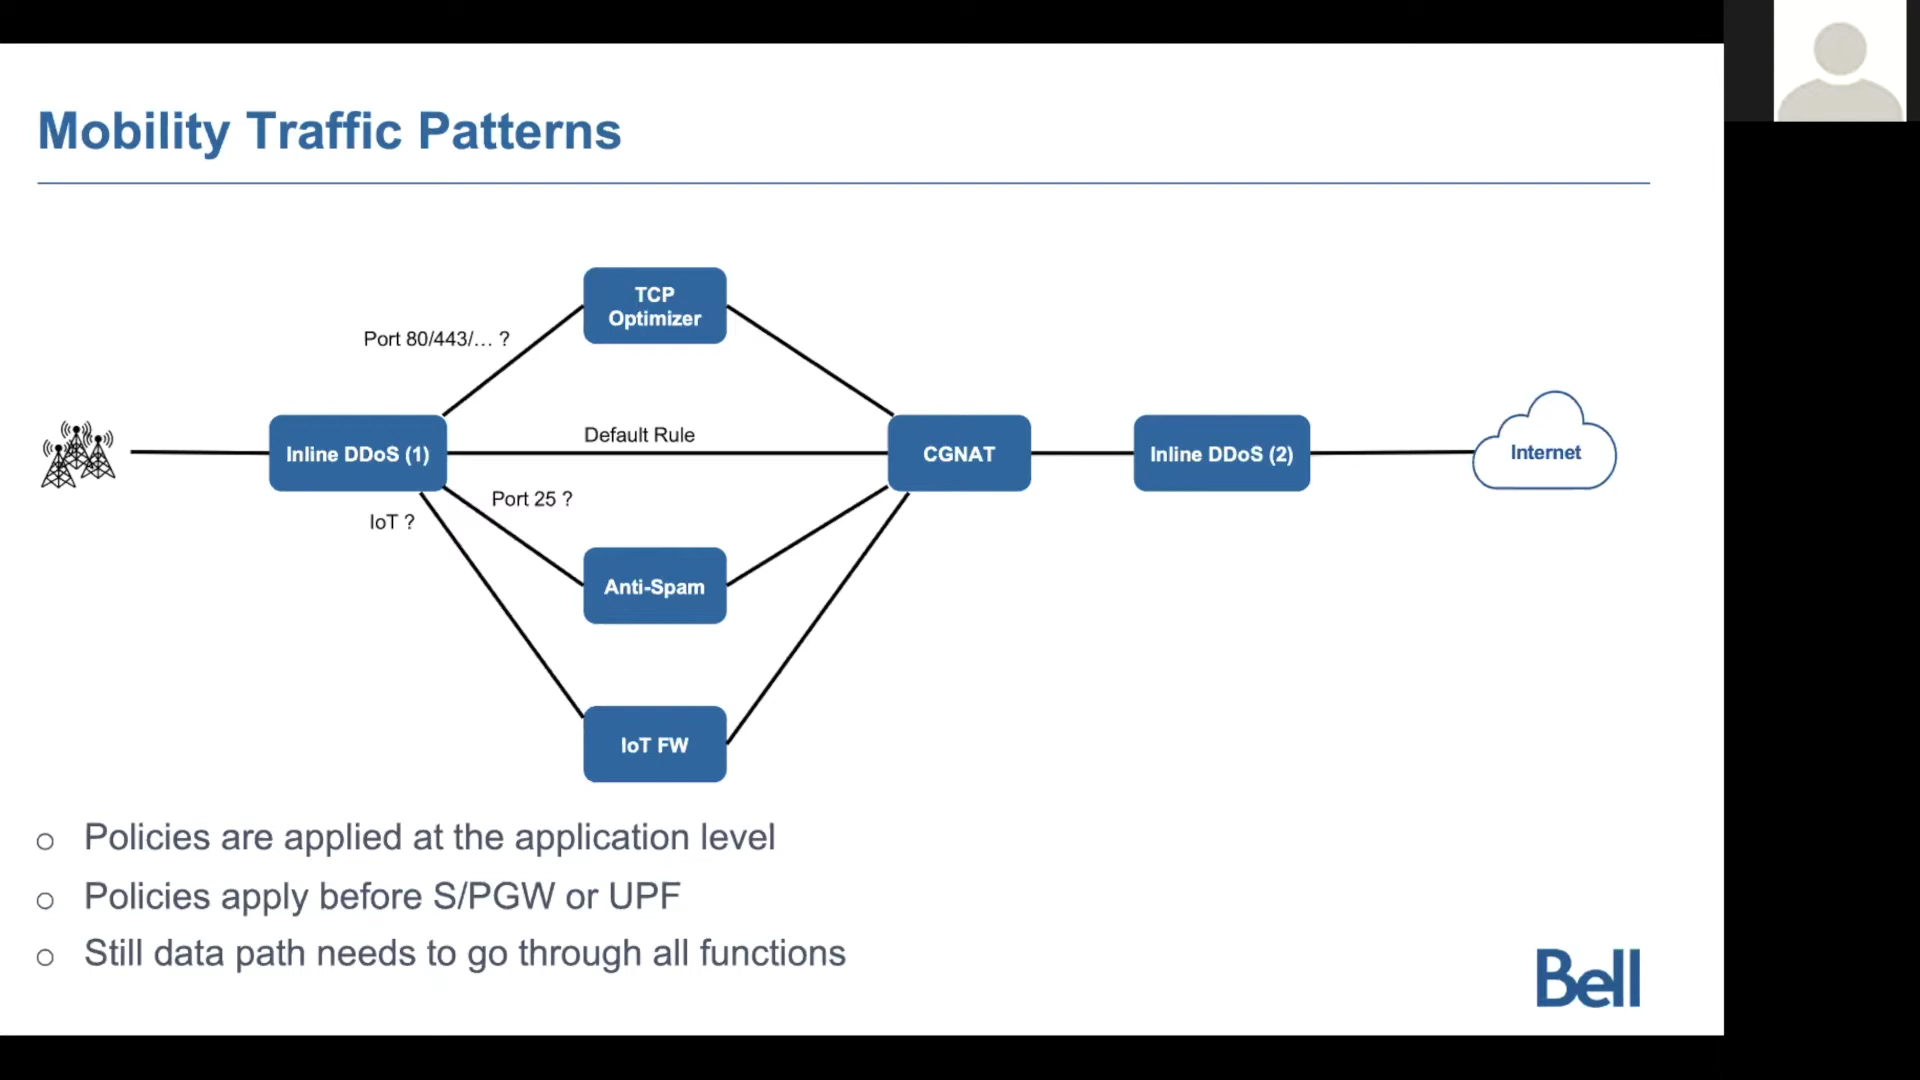 Mobility Traffic Patterns
TCP
Optimizer
Port 80/443/... ?
Default Rule
Inline DDoS (1)
CGNAT
Inline DDoS (2)
Internet
Port 25 ?
IoT ?
Anti-Spam
IoT FW
Policies are applied at the application level
Policies apply before S/PGW or UPF
Still data path needs to go through all functions
Bell